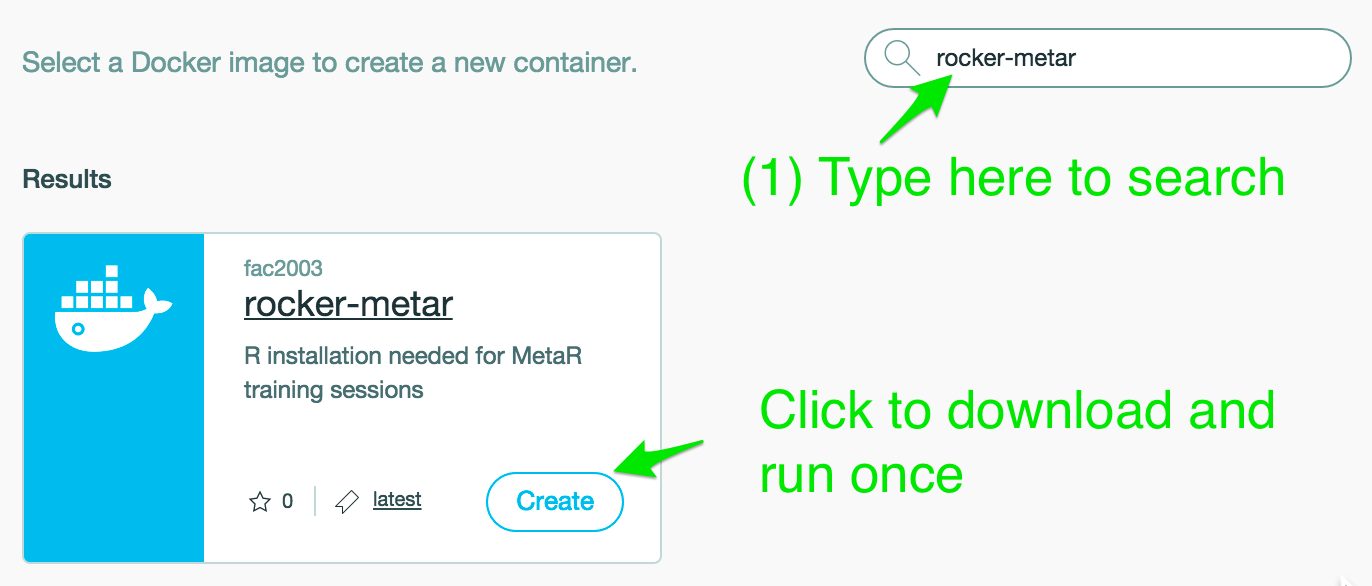 Select a Docker image to create a new container.
rocker-metar
(1) Type here to search
Results
fac2003
rocker-metar
R installation needed for MetaR
training sessions
Click to download and
run once
0
latest
Create